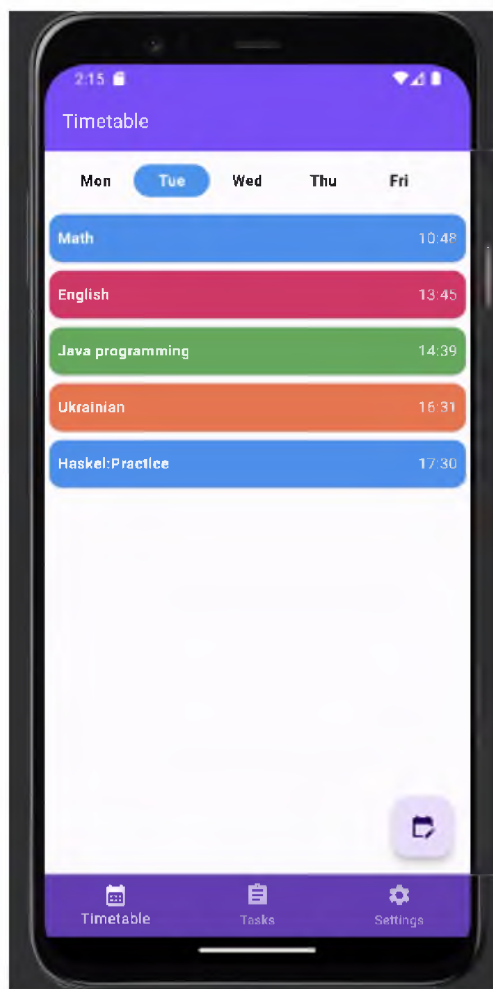 2:15
Timetable
Mon Tue Wed Thu Fri
Math 10:48
English 13:45
Java programming 14:39
Ukrainian 16:31
Haskel:Practice 17:30
Timetable Tasks Settings